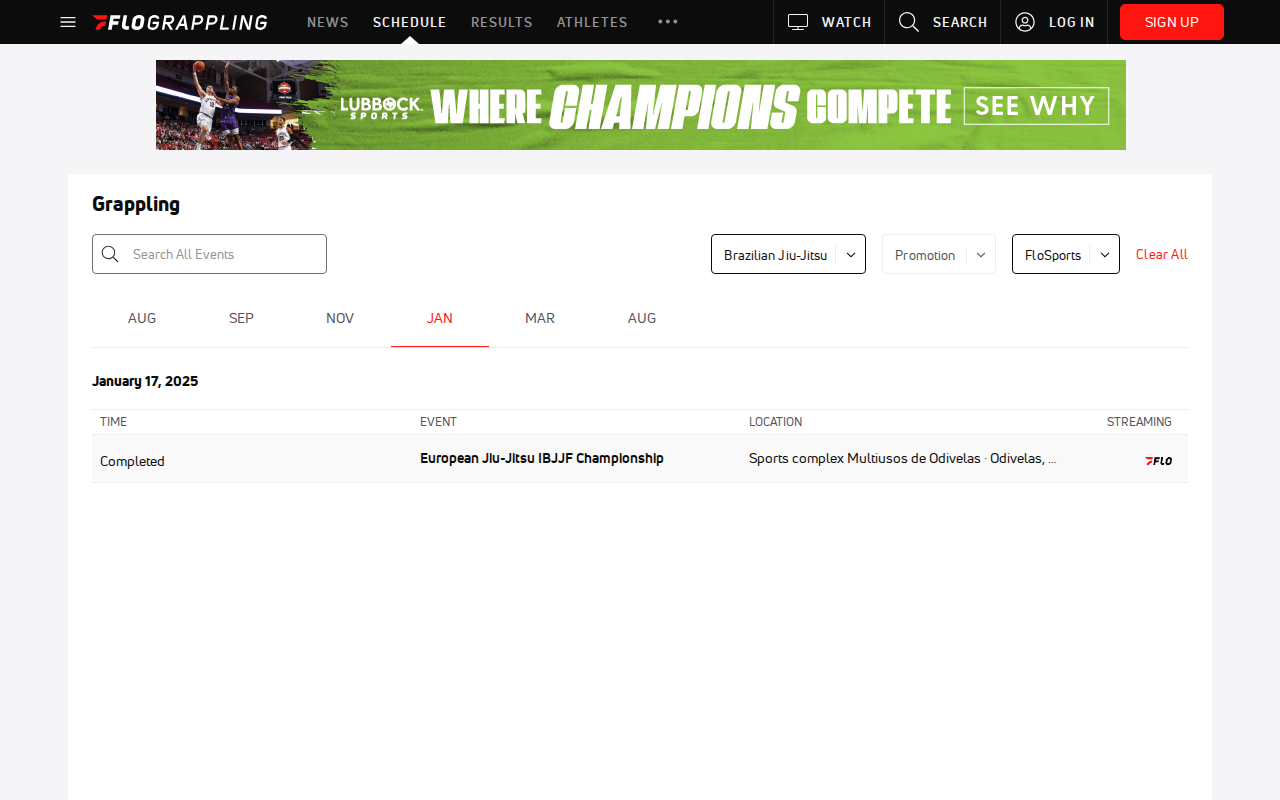 FLOGRAPPLING
NEWS
SCHEDULE
RESULTS
ATHLETES
WATCH
SEARCH
LOG IN
SIGN UP
LUBBOCK SPORTS WHERE CHAMPIONS COMPETE SEE WHY
Grappling
Search All Events
Brazilian Jiu-Jitsu
Promotion
FloSports
Clear All
AUG SEP NOV JAN MAR AUG
January 17, 2025
TIME EVENT LOCATION STREAMING
Completed European Jiu-Jitsu IBJJF Championship Sports complex Multiusos de Odivelas · Odivelas, ... FLO